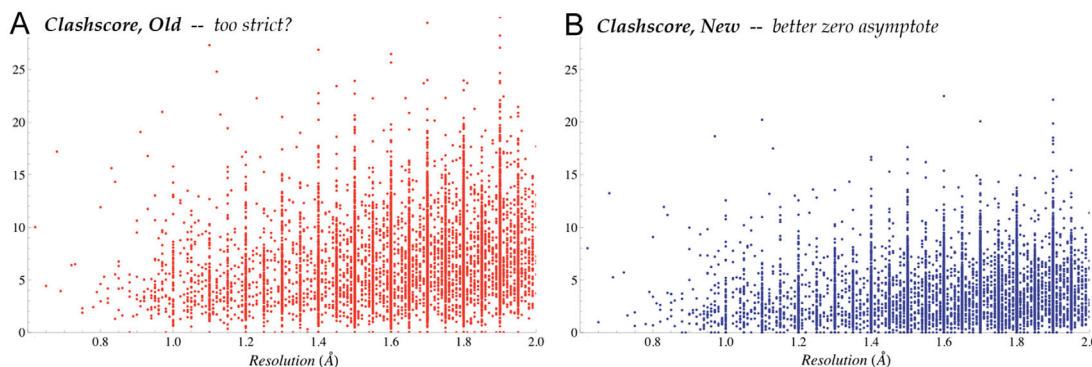 A Clashscore, Old -- too strict?
25
20
15
10
5
0
0.8 1.0 1.2 1.4 1.6 1.8 2.0
Resolution (Å)
B Clashscore, New -- better zero asymptote
25
20
15
10
5
0
0.8 1.0 1.2 1.4 1.6 1.8 2.0
Resolution (Å)